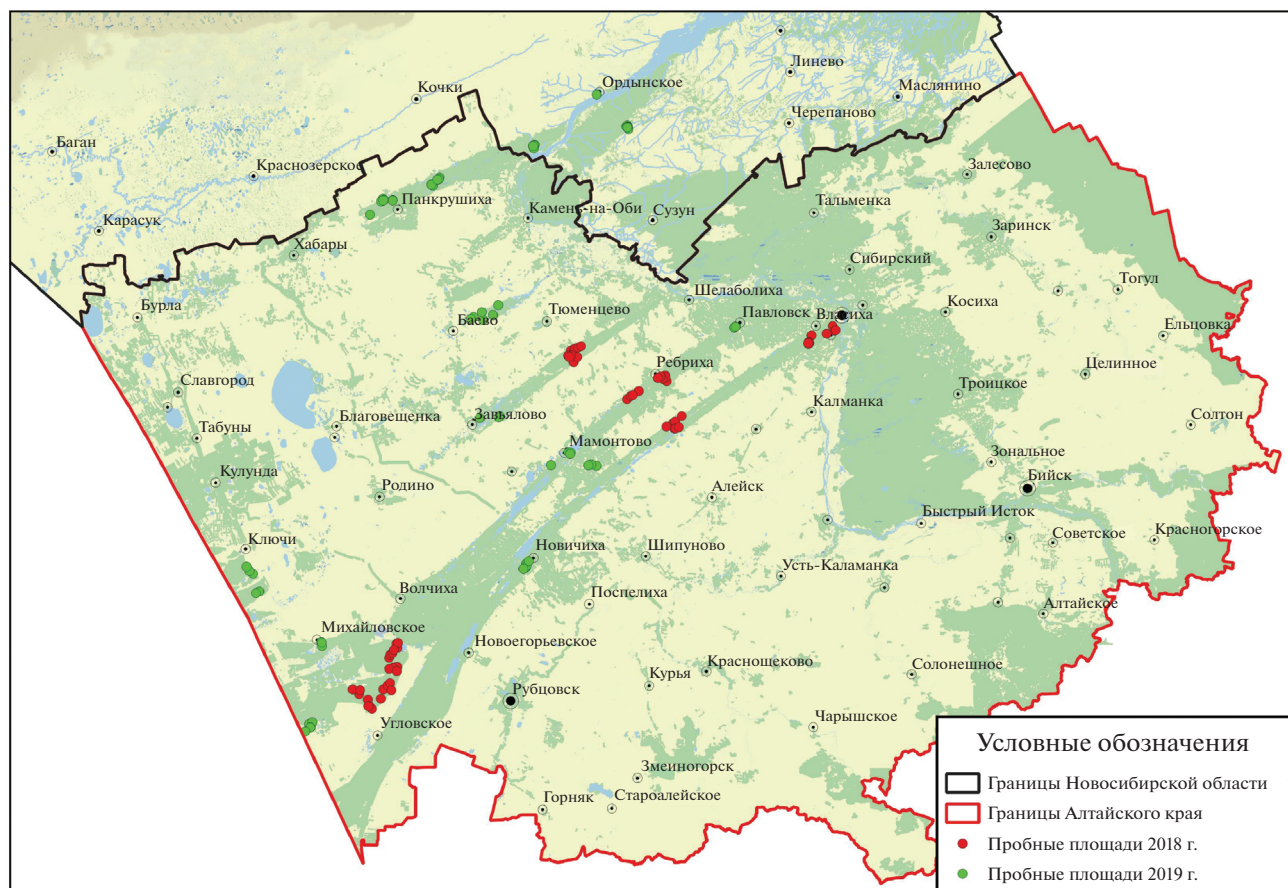 Линево
Ордынское
Кочки
Маслянино
Черепаново
Баган
Краснозерское
Залесово
Панкрушиха
Тальменка
Камень-на-Оби
Сузун
Карасук
Заринск
Хабары
Сибирский
Тогул
Шелаболиха
Бурла
Косиха
Тюменцево
Павловск
Власиха
Баево
Ельцовка
Ребриха
Целинное
Славгород
Троицкое
Калманка
Благовещенка
Завьялово
Солтон
Табуны
Мамонтово
Зональное
Кулунда
Бийск
Родино
Алейск
Быстрый Исток
Ключи
Советское
Красногорское
Новичиха
Шипуново
Усть-Каламанка
Волчиха
Поспелиха
Алтайское
Михайловское
Новоегорьевское
Краснощеково
Солонешное
Курья
Рубцовск
Чарышское
Угловское
Змеиногорск
Горняк
Староалейское
Условные обозначения
Границы Новосибирской области
Границы Алтайского края
Пробные площади 2018 г.
Пробные площади 2019 г.